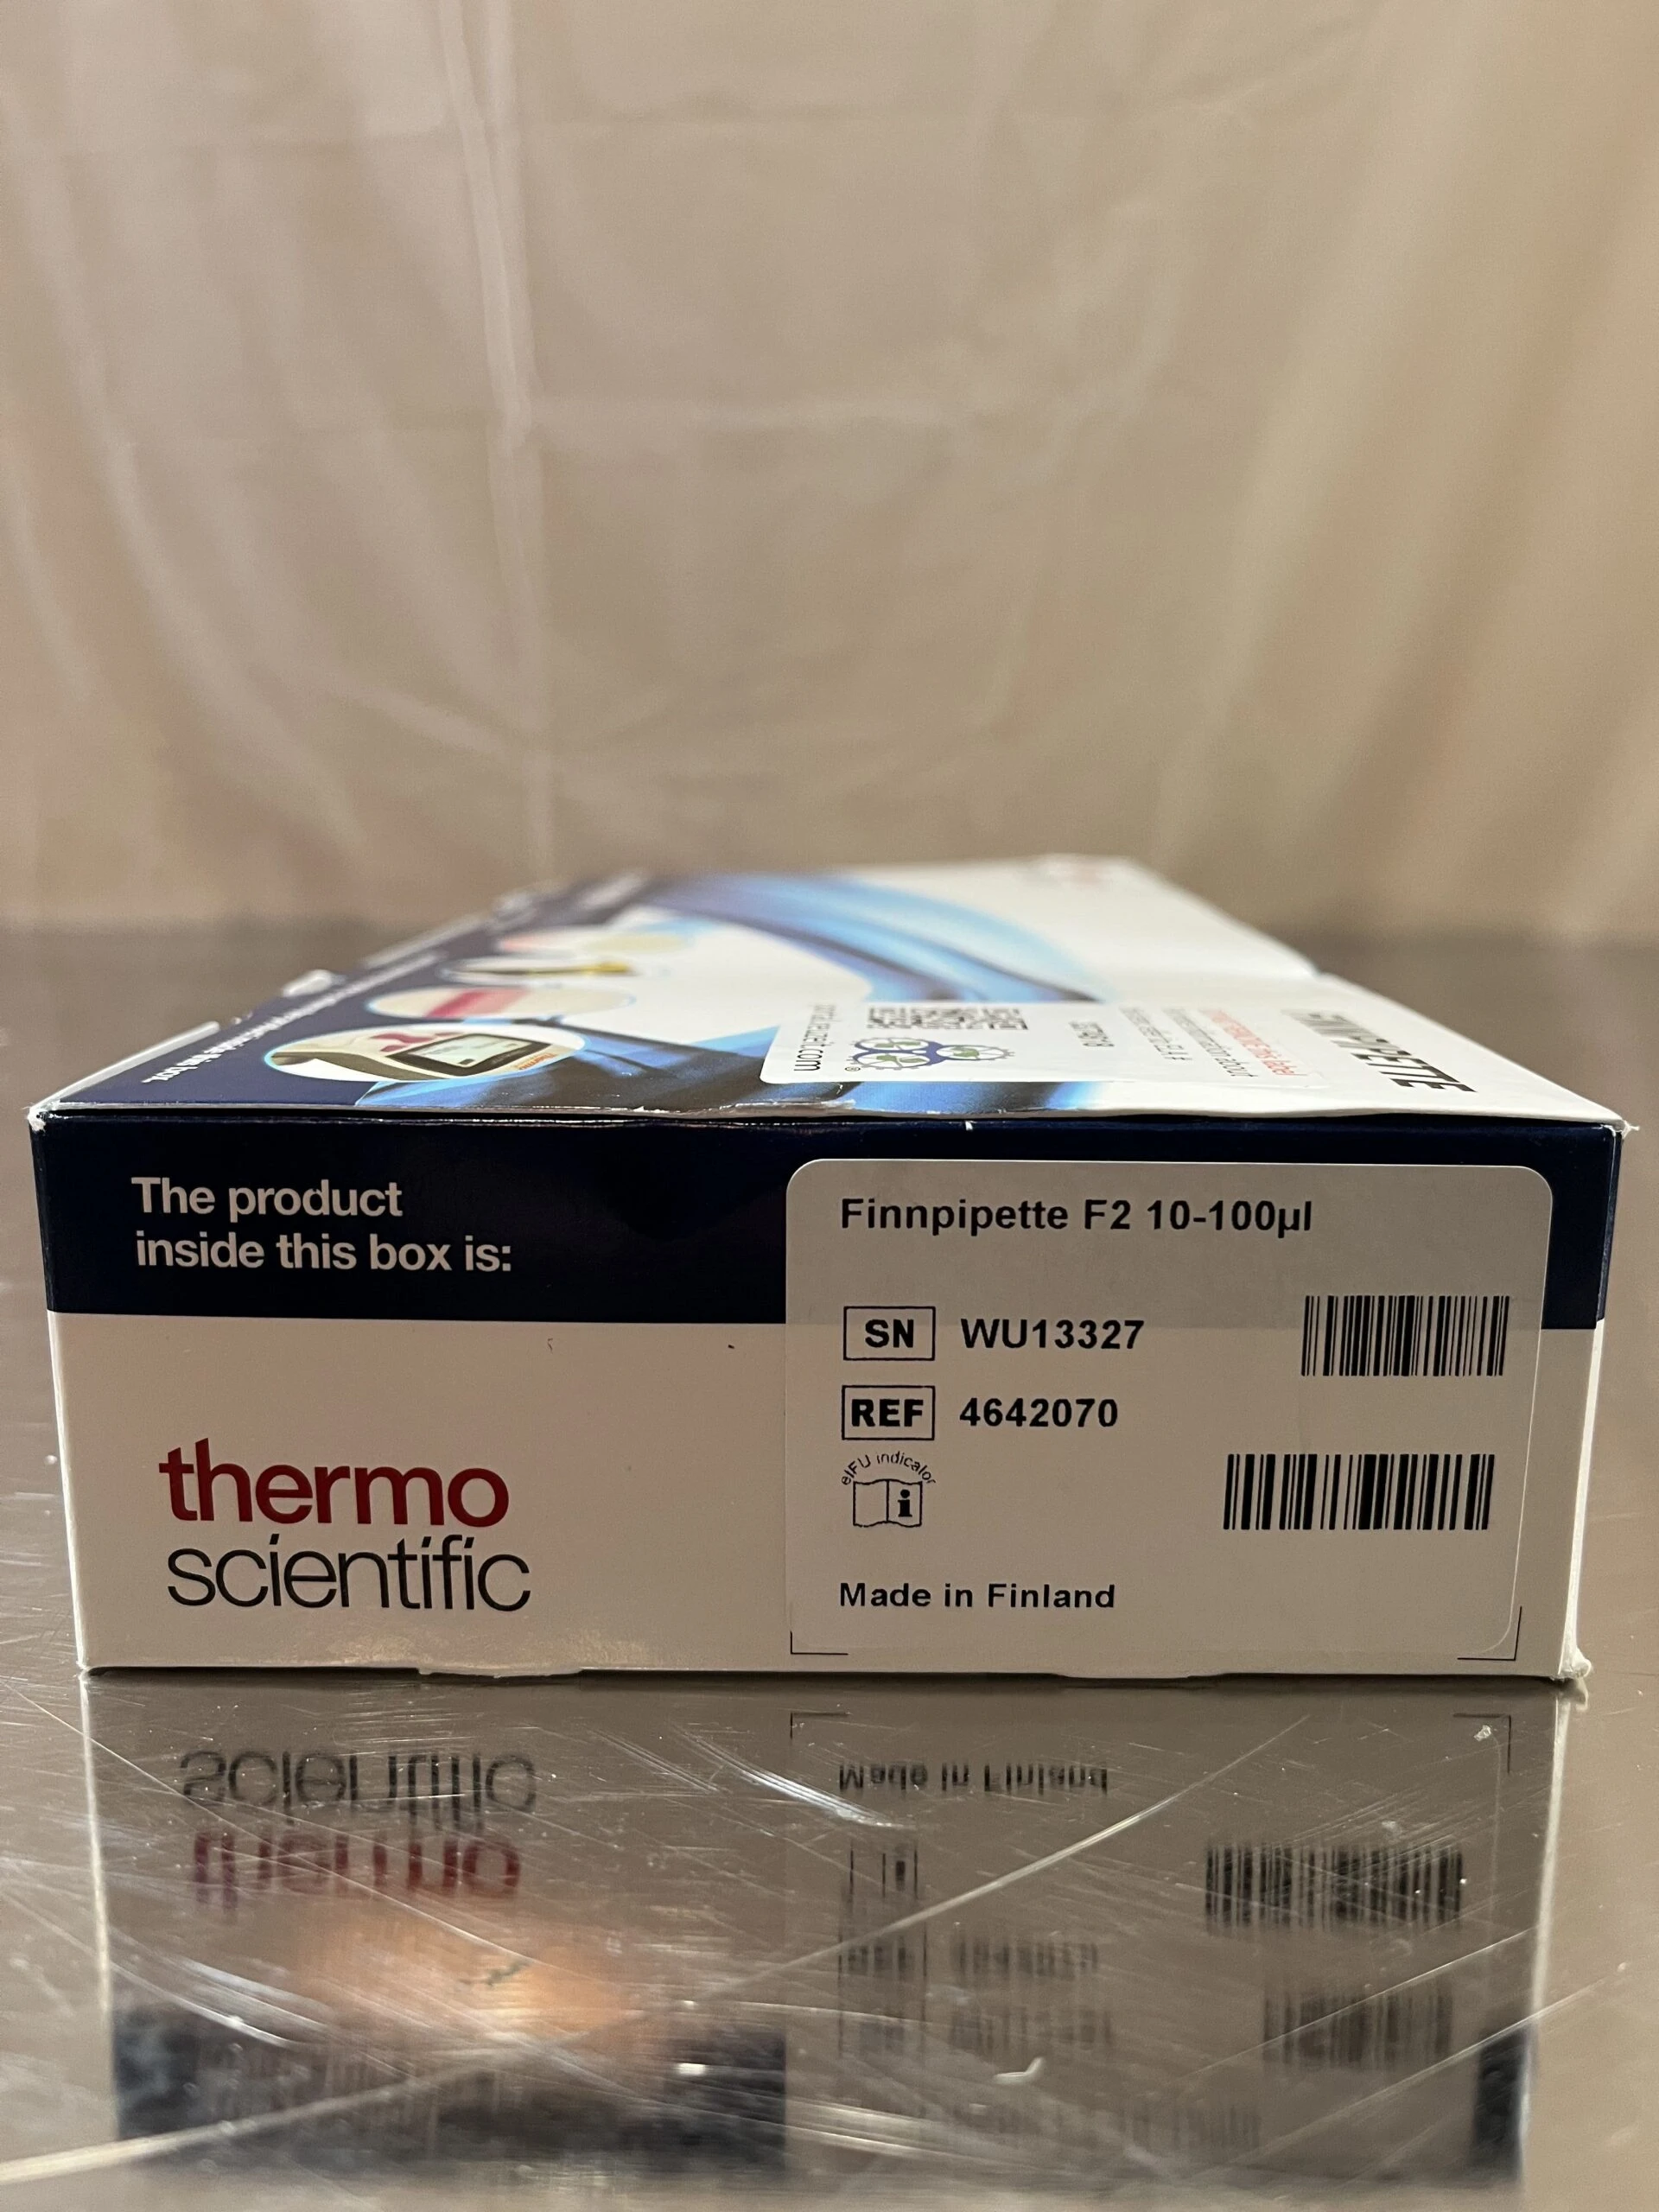 FINNPIPETTE
The product
inside this box is:
thermo
scientific
Finnpipette F2 10-100µl
SN WU13327
REF 4642070
eIFU indicator
i
Made in Finland